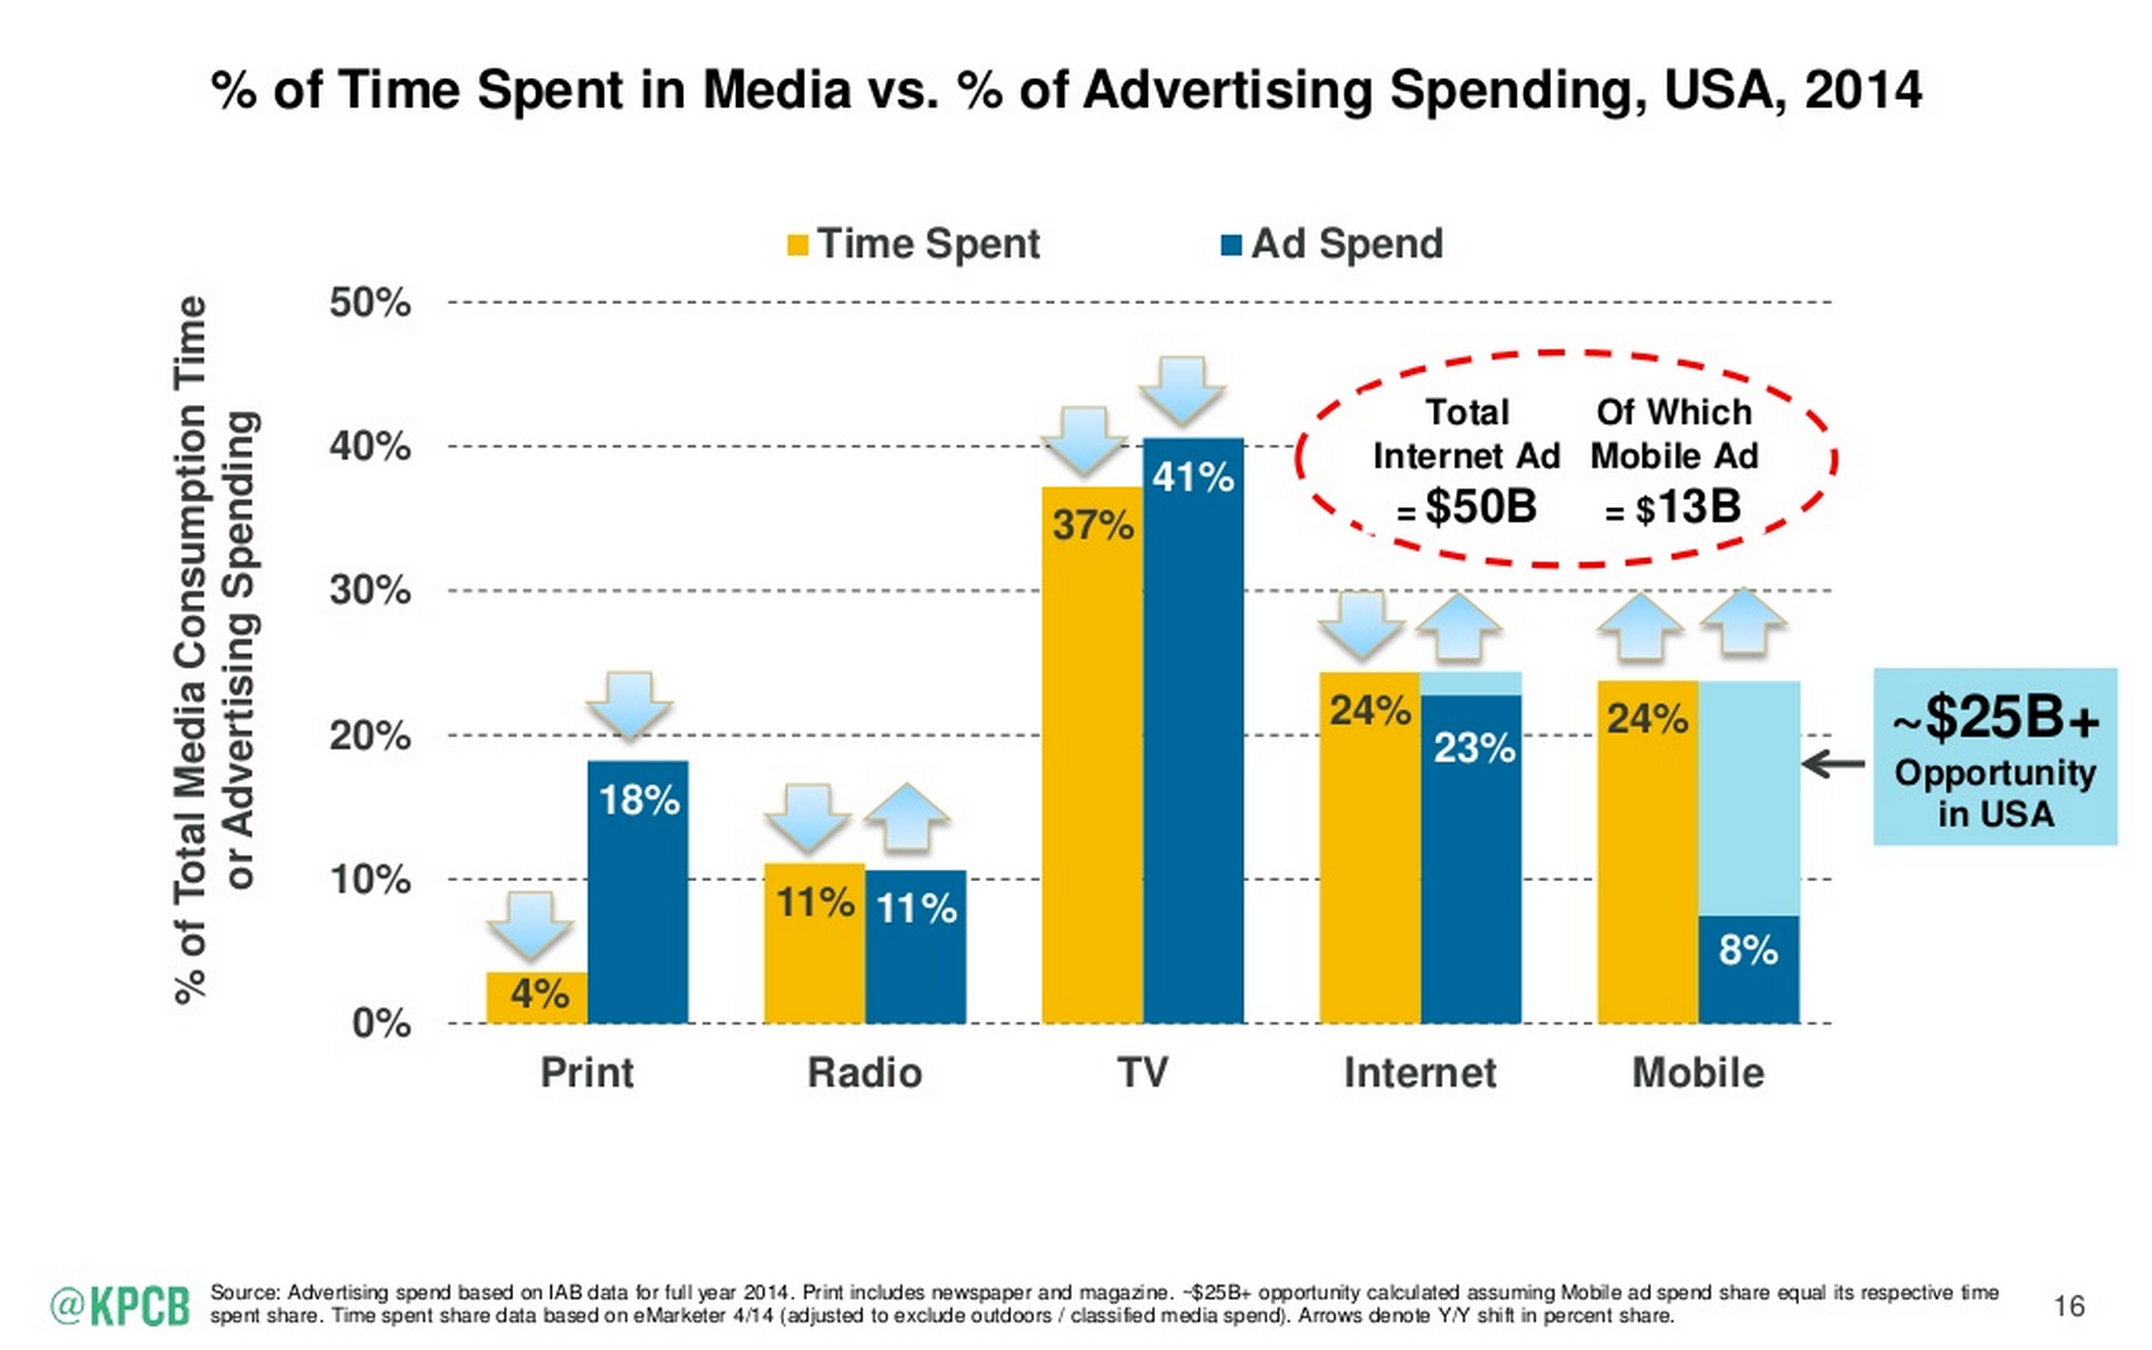 % of Time Spent in Media vs. % of Advertising Spending, USA, 2014
Time Spent
Ad Spend
% of Total Media Consumption Time
or Advertising Spending
50%
40%
30%
20%
10%
0%
4%
18%
11%
11%
37%
41%
24%
23%
24%
8%
Total
Internet Ad
= $50B
Of Which
Mobile Ad
= $13B
~$25B+
Opportunity
in USA
Print
Radio
TV
Internet
Mobile
@KPCB
Source: Advertising spend based on IAB data for full year 2014. Print includes newspaper and magazine. ~$25B+ opportunity calculated assuming Mobile ad spend share equal its respective time
spent share. Time spent share data based on eMarketer 4/14 (adjusted to exclude outdoors / classified media spend). Arrows denote Y/Y shift in percent share.
16